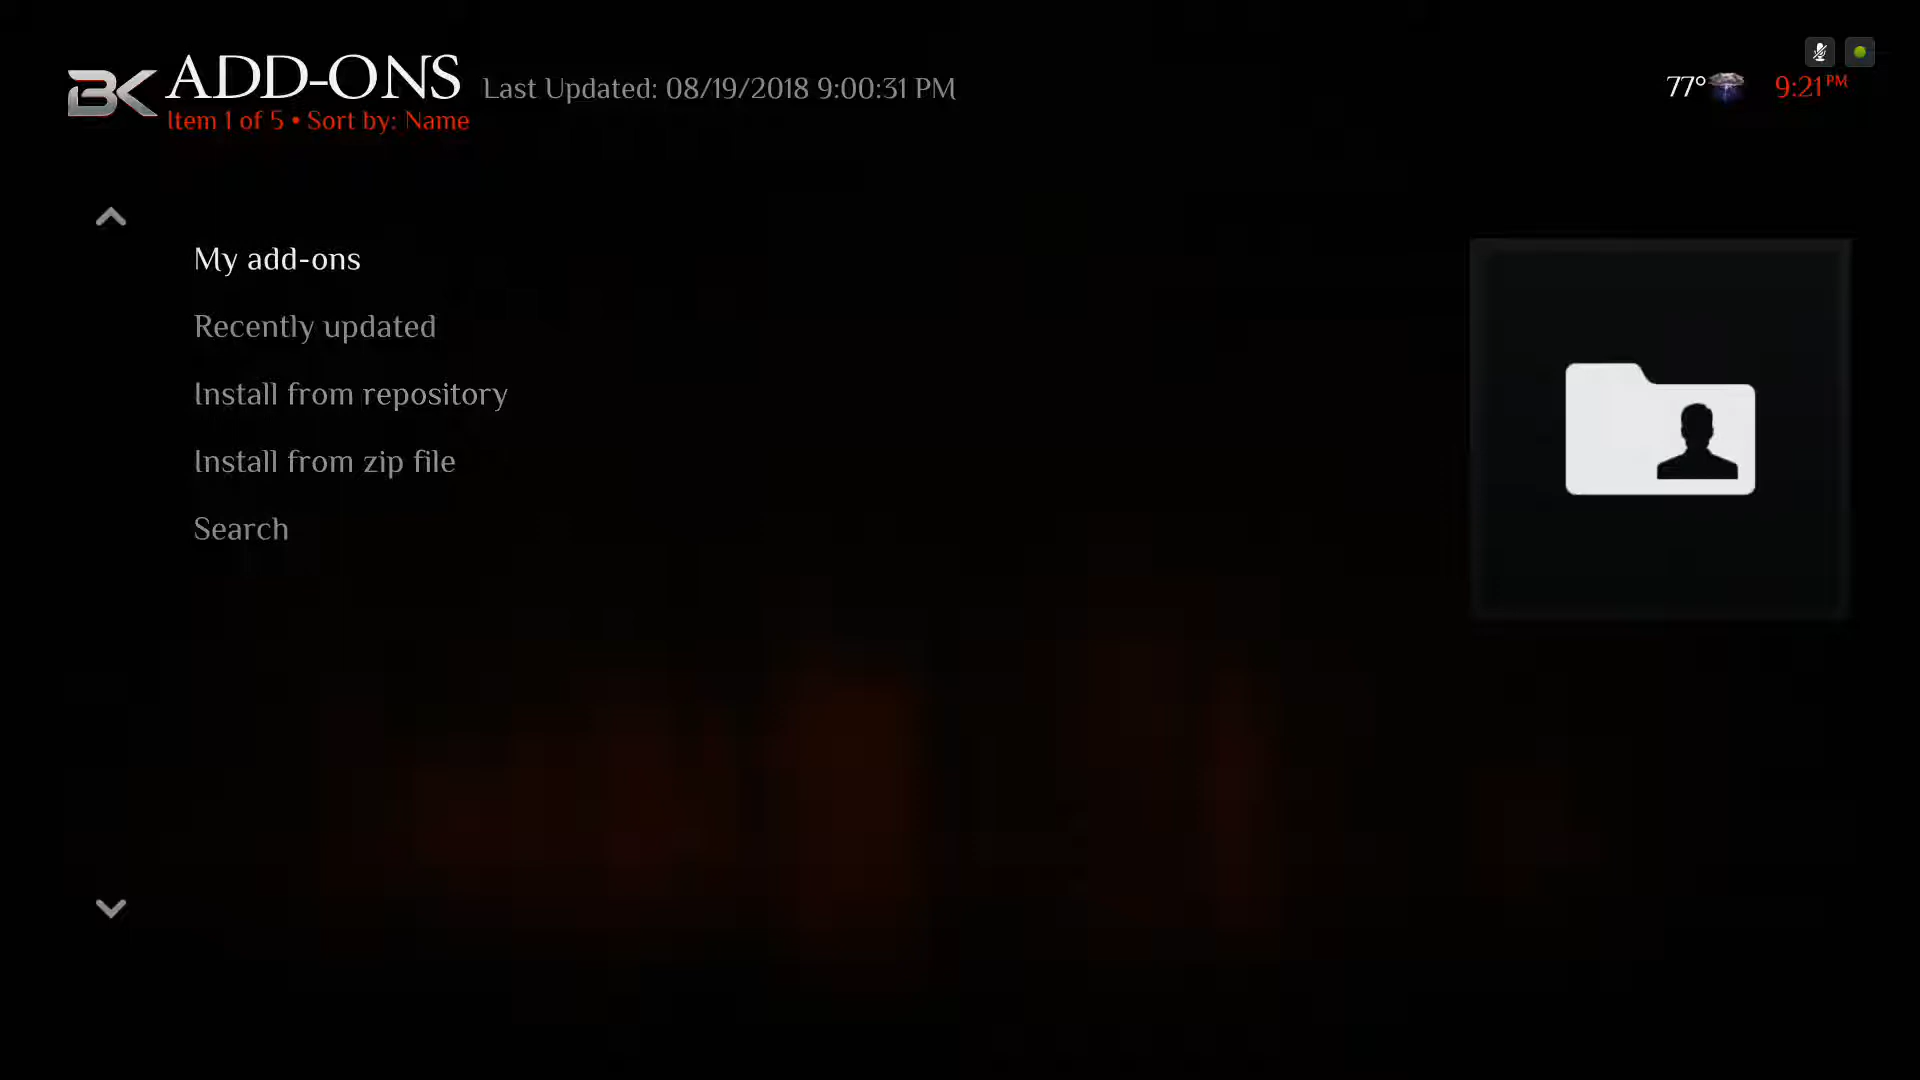 BK ADD-ONS Last Updated: 08/19/2018 9:00:31 PM
Item 1 of 5 • Sort by: Name
77° 9:21 PM
My add-ons
Recently updated
Install from repository
Install from zip file
Search